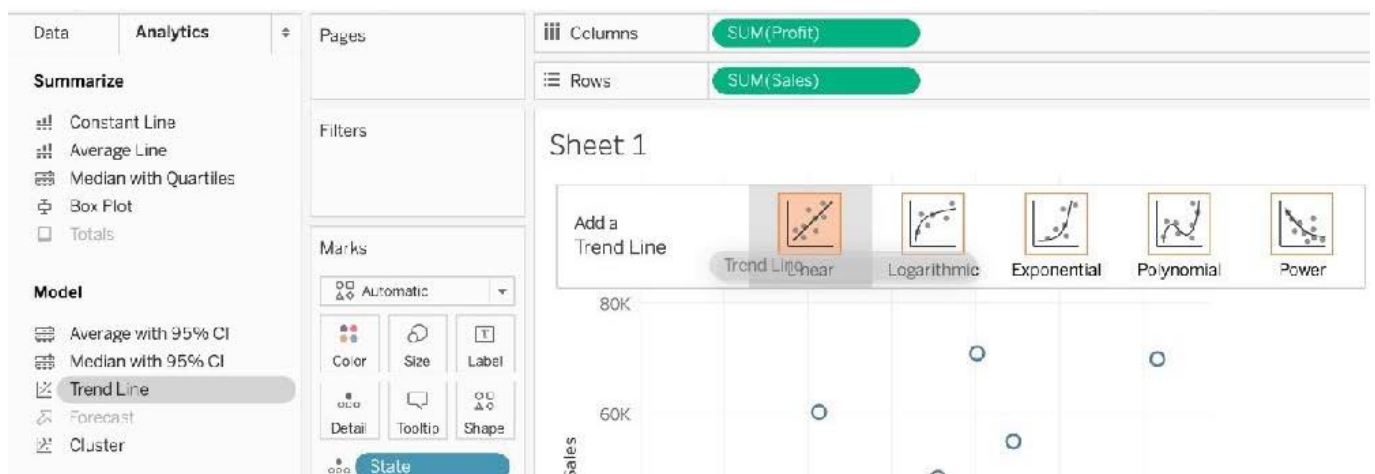 Data
Analytics
Summarize
Constant Line
Average Line
Median with Quartiles
Box Plot
Totals
Model
Average with 95% CI
Median with 95% CI
Trend Line
Forecast
Cluster
Pages
Filters
Marks
Automatic
Color Size Label
Detail Tooltip Shape
State
Columns SUM(Profit)
Rows SUM(Sales)
Sheet 1
Add a
Trend Line
Trend Line
Linear Logarithmic Exponential Polynomial Power
80K
60K
Sales